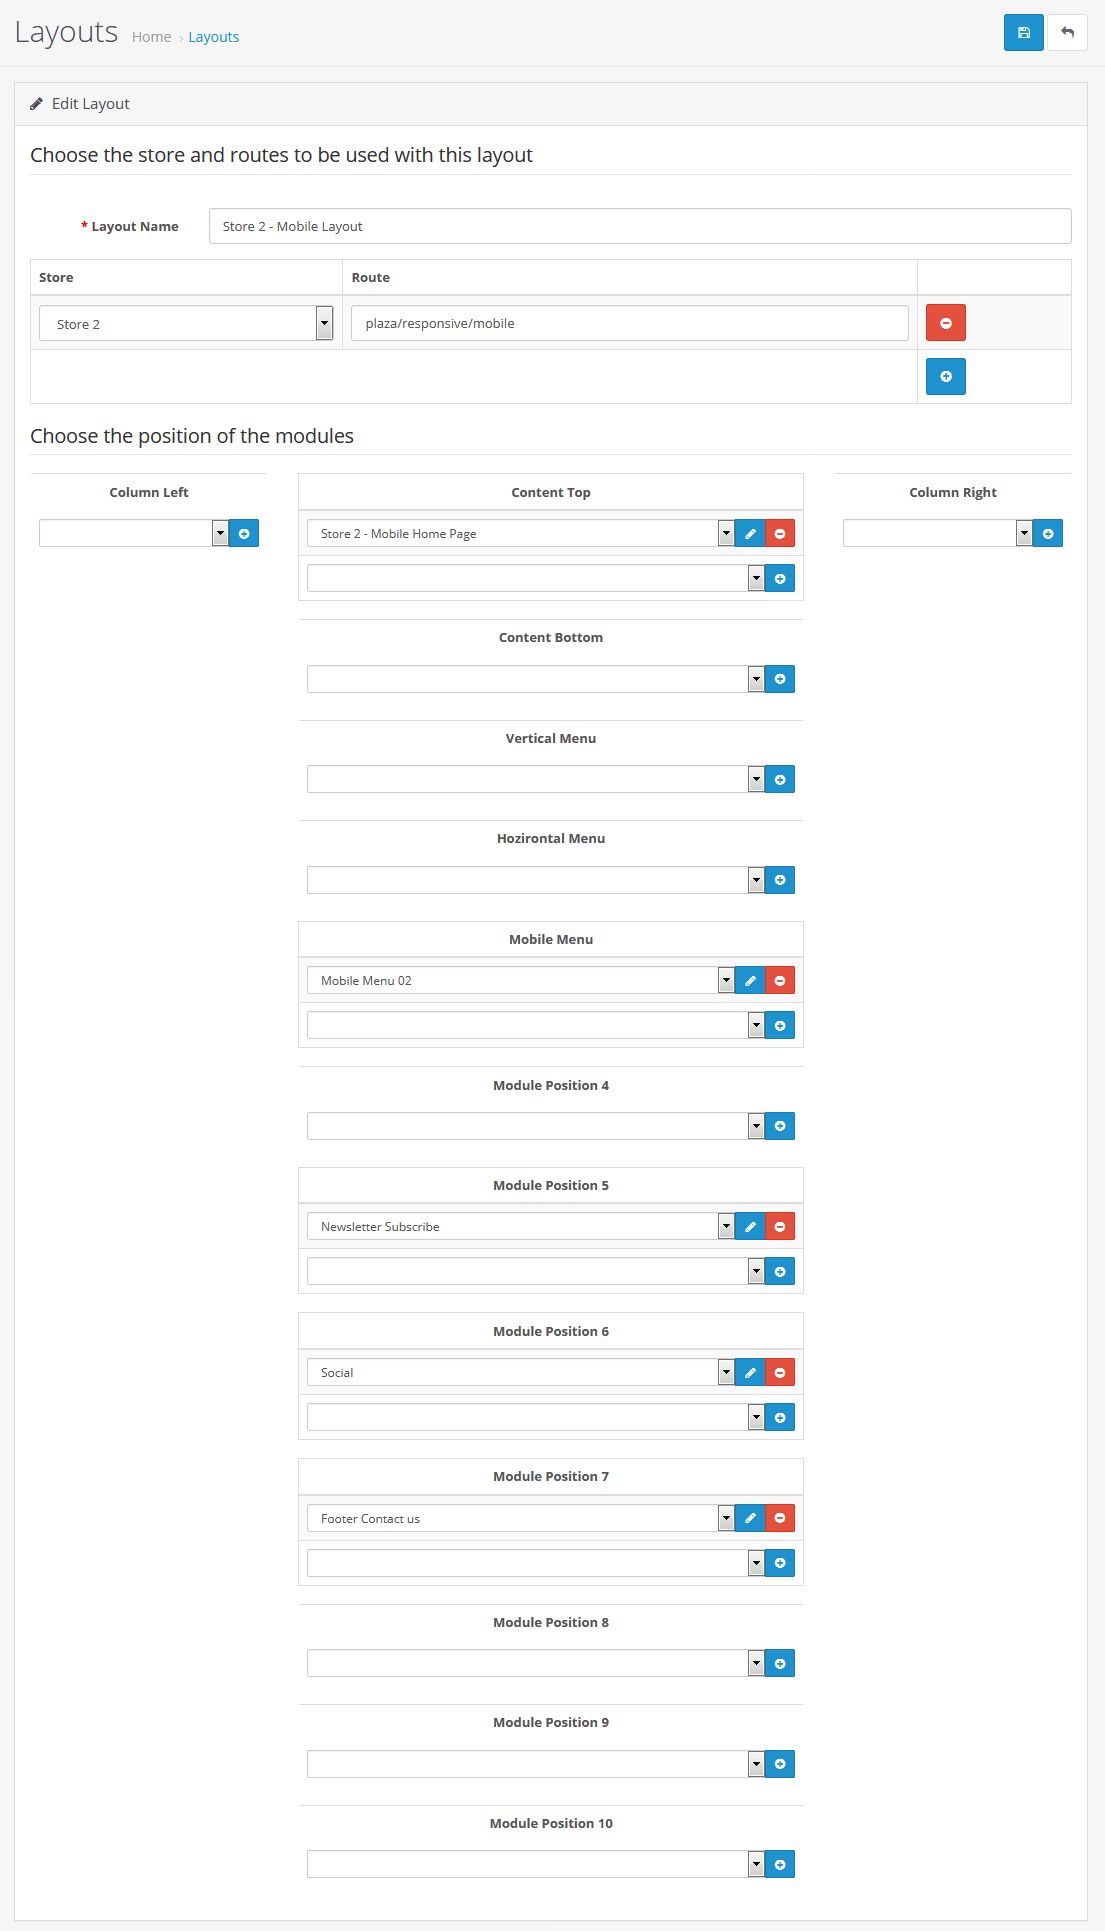 Layouts Home › Layouts
Edit Layout
Choose the store and routes to be used with this layout
* Layout Name Store 2 - Mobile Layout
Store Route
Store 2 plaza/responsive/mobile
Choose the position of the modules
Column Left Content Top Column Right
Store 2 - Mobile Home Page
Content Bottom
Vertical Menu
Hozirontal Menu
Mobile Menu
Mobile Menu 02
Module Position 4
Module Position 5
Newsletter Subscribe
Module Position 6
Social
Module Position 7
Footer Contact us
Module Position 8
Module Position 9
Module Position 10